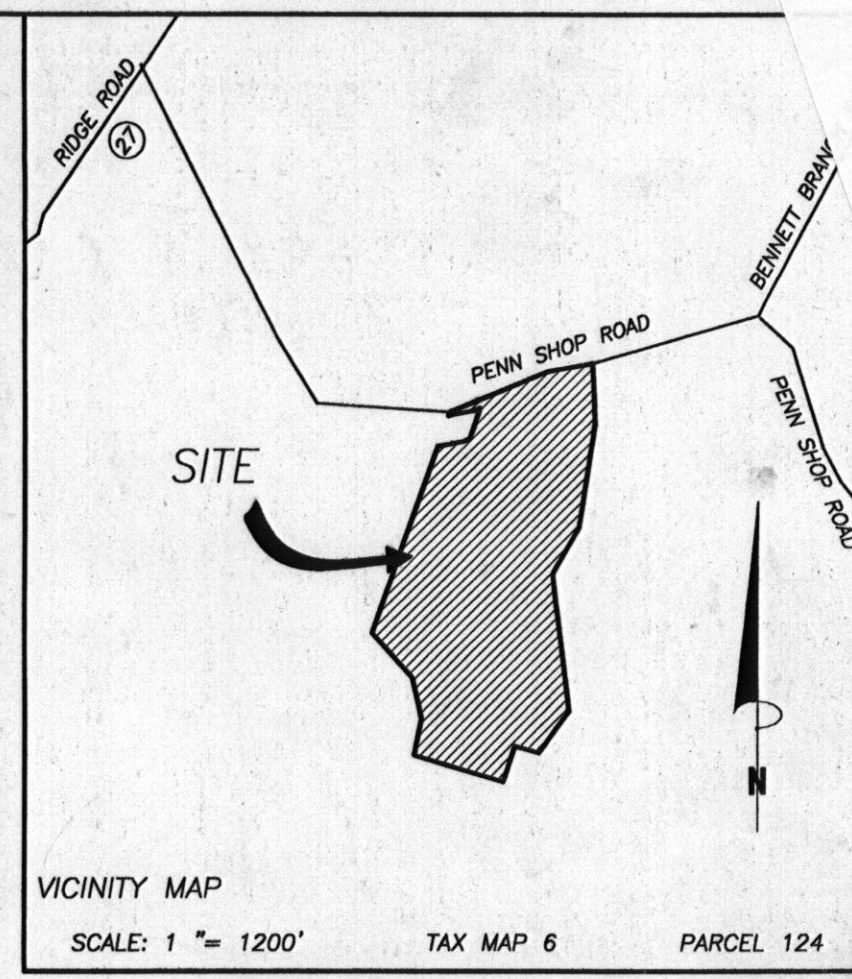 RIDGE ROAD
27
BENNETT
PENN SHOP ROAD
PENN SHOP ROAD
SITE
N
VICINITY MAP
SCALE: 1 "= 1200' TAX MAP 6 PARCEL 124